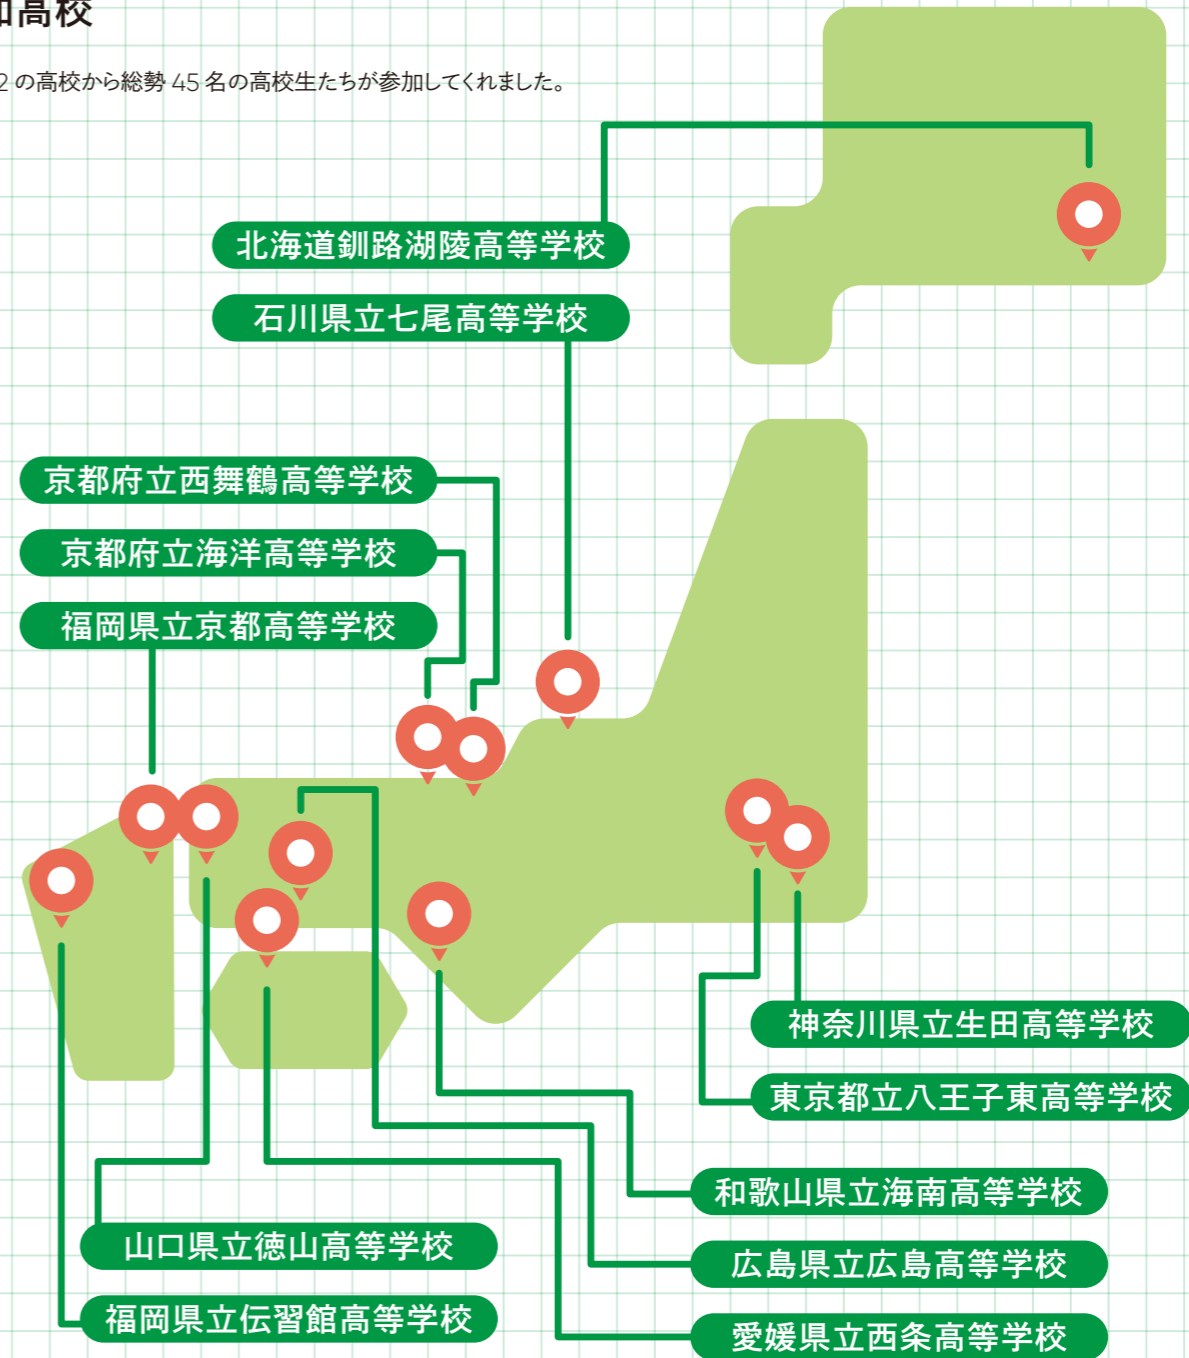 加高校
2 の高校から総勢 45 名の高校生たちが参加してくれました。
北海道釧路湖陵高等学校
石川県立七尾高等学校
京都府立西舞鶴高等学校
京都府立海洋高等学校
福岡県立京都高等学校
神奈川県立生田高等学校
東京都立八王子東高等学校
和歌山県立海南高等学校
広島県立広島高等学校
愛媛県立西条高等学校
山口県立徳山高等学校
福岡県立伝習館高等学校